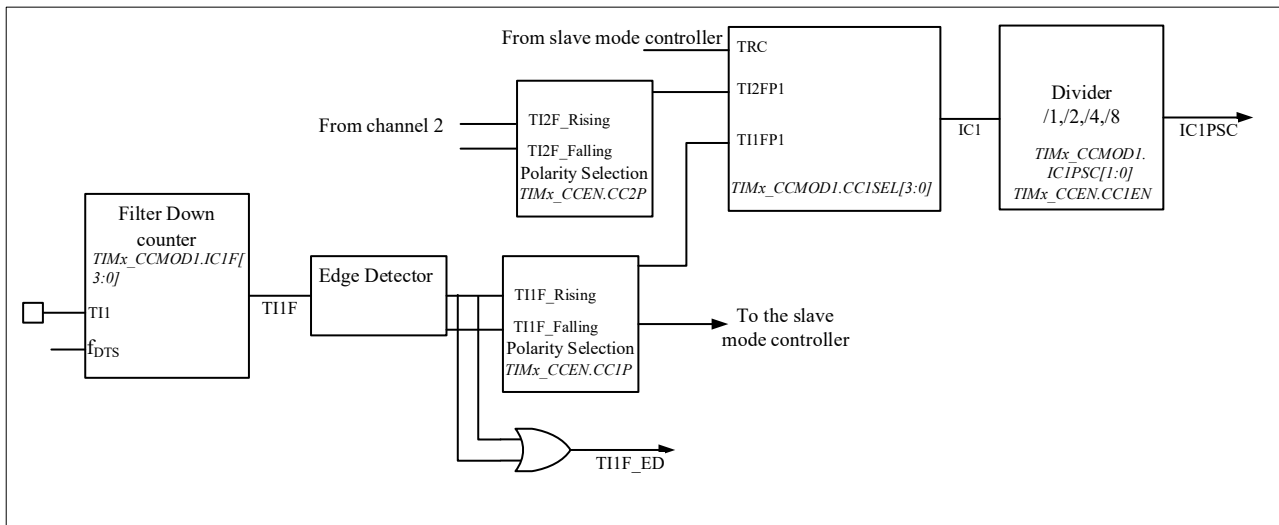 From slave mode controller
TRC
TI2FP1
TI1FP1
TIMx_CCMOD1.CC1SEL[3:0]
IC1
Divider
/1,/2,/4,/8
TIMx_CCMOD1.
IC1PSC[1:0]
TIMx_CCEN.CC1EN
IC1PSC
From channel 2
TI2F_Rising
TI2F_Falling
Polarity Selection
TIMx_CCEN.CC2P
Filter Down
counter
TIMx_CCMOD1.IC1F[
3:0]
TI1
fDTS
TI1F
Edge Detector
TI1F_Rising
TI1F_Falling
Polarity Selection
TIMx_CCEN.CC1P
To the slave
mode controller
TI1F_ED